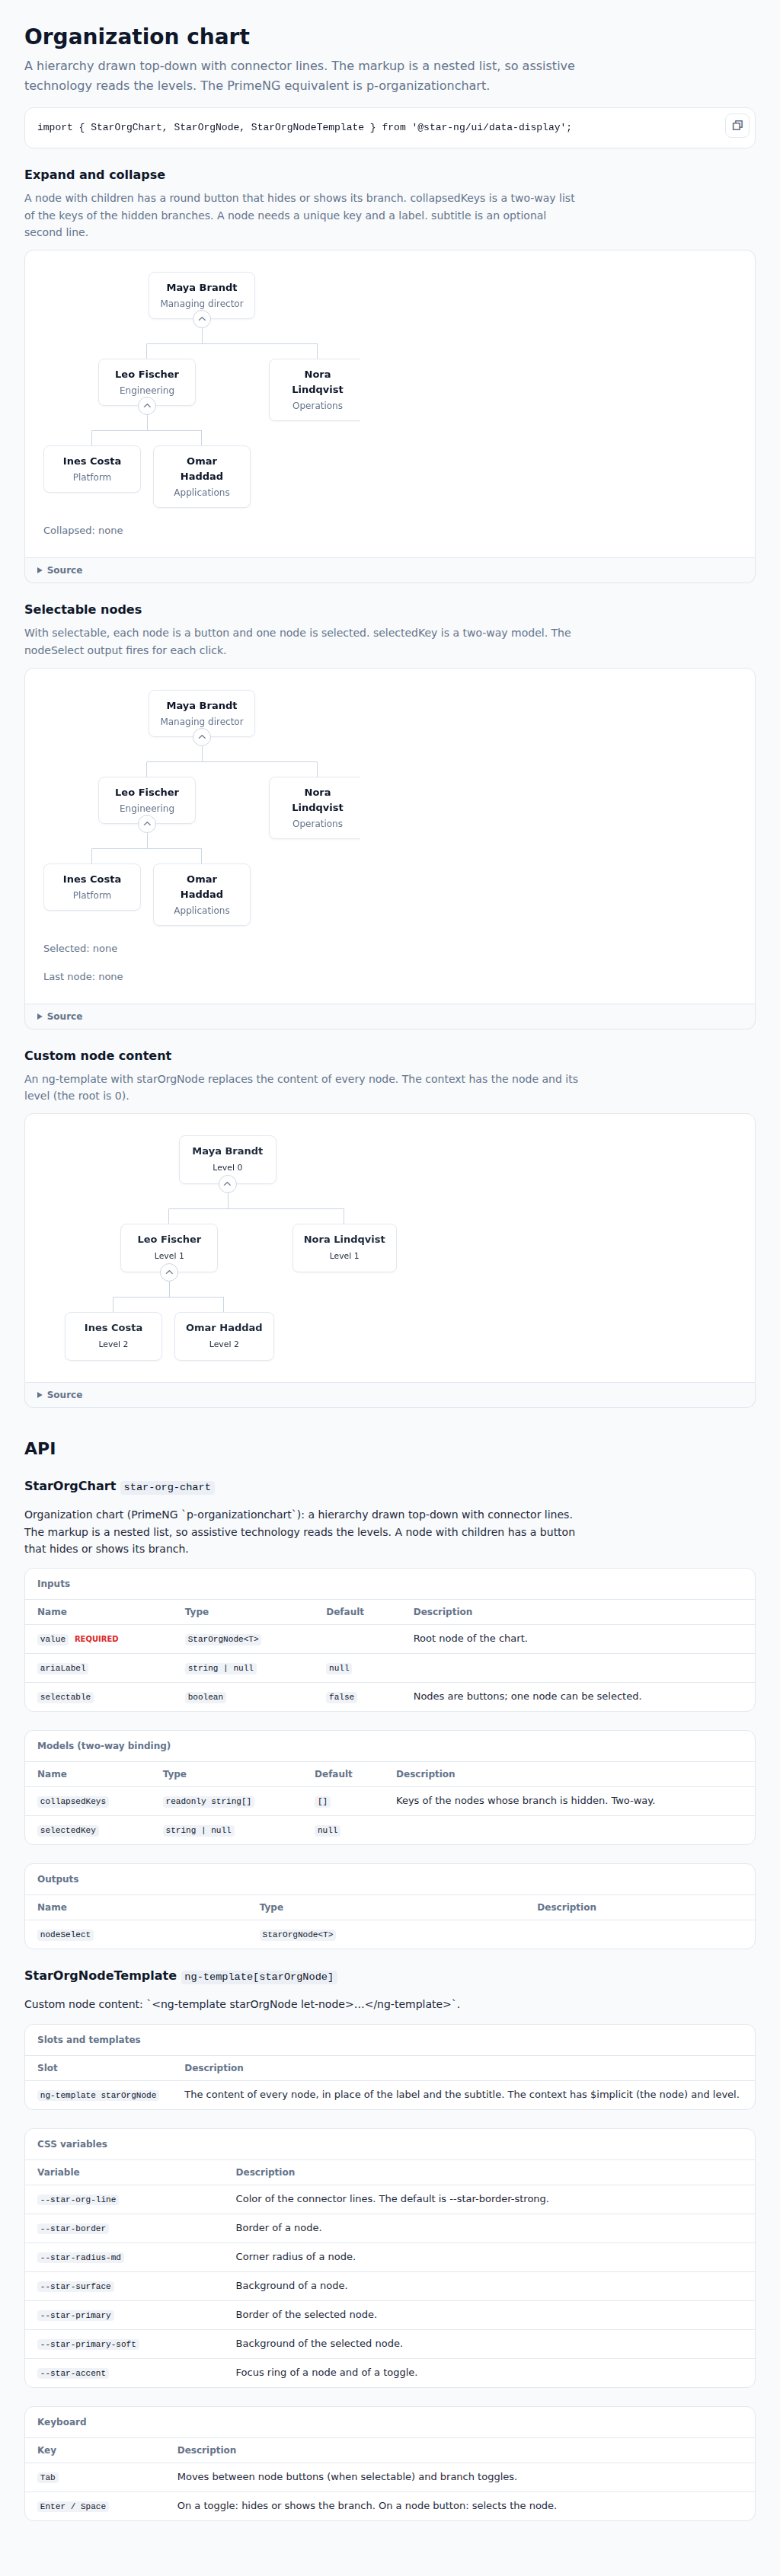 Organization chart
A hierarchy drawn top-down with connector lines. The markup is a nested list, so assistive
technology reads the levels. The PrimeNG equivalent is p-organizationchart.
import { StarOrgChart, StarOrgNode, StarOrgNodeTemplate } from '@star-ng/ui/data-display';
Expand and collapse
A node with children has a round button that hides or shows its branch. collapsedKeys is a two-way list
of the keys of the hidden branches. A node needs a unique key and a label. subtitle is an optional
second line.
Maya Brandt
Managing director
Leo Fischer
Engineering
Nora
Lindqvist
Operations
Ines Costa
Platform
Omar
Haddad
Applications
Collapsed: none
Source
Selectable nodes
With selectable, each node is a button and one node is selected. selectedKey is a two-way model. The
nodeSelect output fires for each click.
Maya Brandt
Managing director
Leo Fischer
Engineering
Nora
Lindqvist
Operations
Ines Costa
Platform
Omar
Haddad
Applications
Selected: none
Last node: none
Source
Custom node content
An ng-template with starOrgNode replaces the content of every node. The context has the node and its
level (the root is 0).
Maya Brandt
Level 0
Leo Fischer
Level 1
Nora Lindqvist
Level 1
Ines Costa
Level 2
Omar Haddad
Level 2
Source
API
StarOrgChart star-org-chart
Organization chart (PrimeNG `p-organizationchart`): a hierarchy drawn top-down with connector lines.
The markup is a nested list, so assistive technology reads the levels. A node with children has a button
that hides or shows its branch.
Inputs
Name Type Default Description
value REQUIRED StarOrgNode<T> Root node of the chart.
ariaLabel string | null null
selectable boolean false Nodes are buttons; one node can be selected.
Models (two-way binding)
Name Type Default Description
collapsedKeys readonly string[] [] Keys of the nodes whose branch is hidden. Two-way.
selectedKey string | null null
Outputs
Name Type Description
nodeSelect StarOrgNode<T>
StarOrgNodeTemplate ng-template[starOrgNode]
Custom node content: `<ng-template starOrgNode let-node>…</ng-template>`.
Slots and templates
Slot Description
ng-template starOrgNode The content of every node, in place of the label and the subtitle. The context has $implicit (the node) and level.
CSS variables
Variable Description
--star-org-line Color of the connector lines. The default is --star-border-strong.
--star-border Border of a node.
--star-radius-md Corner radius of a node.
--star-surface Background of a node.
--star-primary Border of the selected node.
--star-primary-soft Background of the selected node.
--star-accent Focus ring of a node and of a toggle.
Keyboard
Key Description
Tab Moves between node buttons (when selectable) and branch toggles.
Enter / Space On a toggle: hides or shows the branch. On a node button: selects the node.